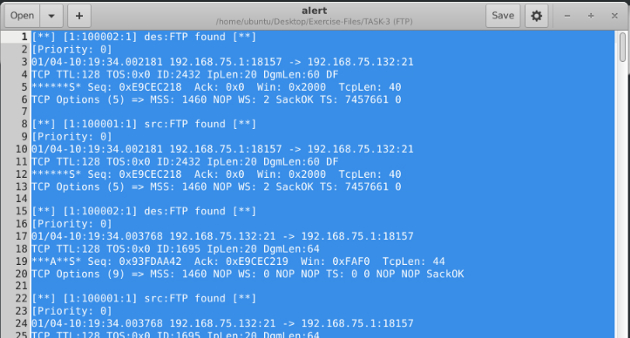 Open
+
alert
/home/ubuntu/Desktop/Exercise-Files/TASK-3 (FTP)
Save
1 [**] [1:100002:1] des:FTP found [**]
2 [Priority: 0]
3 01/04-10:19:34.002181 192.168.75.1:18157 -> 192.168.75.132:21
4 TCP TTL:128 TOS:0x0 ID:2432 IpLen:20 DgmLen:60 DF
5 ******S* Seq: 0xE9CEC218  Ack: 0x0  Win: 0x2000  TcpLen: 40
6 TCP Options (5) => MSS: 1460 NOP WS: 2 SackOK TS: 7457661 0
7
8 [**] [1:100001:1] src:FTP found [**]
9 [Priority: 0]
10 01/04-10:19:34.002181 192.168.75.1:18157 -> 192.168.75.132:21
11 TCP TTL:128 TOS:0x0 ID:2432 IpLen:20 DgmLen:60 DF
12 ******S* Seq: 0xE9CEC218  Ack: 0x0  Win: 0x2000  TcpLen: 40
13 TCP Options (5) => MSS: 1460 NOP WS: 2 SackOK TS: 7457661 0
14
15 [**] [1:100002:1] des:FTP found [**]
16 [Priority: 0]
17 01/04-10:19:34.003768 192.168.75.132:21 -> 192.168.75.1:18157
18 TCP TTL:128 TOS:0x0 ID:1695 IpLen:20 DgmLen:64
19 ***A**S* Seq: 0x93FDAA42  Ack: 0xE9CEC219  Win: 0xFAF0  TcpLen: 44
20 TCP Options (9) => MSS: 1460 NOP WS: 0 NOP NOP TS: 0 0 NOP NOP SackOK
21
22 [**] [1:100001:1] src:FTP found [**]
23 [Priority: 0]
24 01/04-10:19:34.003768 192.168.75.132:21 -> 192.168.75.1:18157
25 TCP TTL:128 TOS:0x0 ID:1695 IpLen:20 DgmLen:64